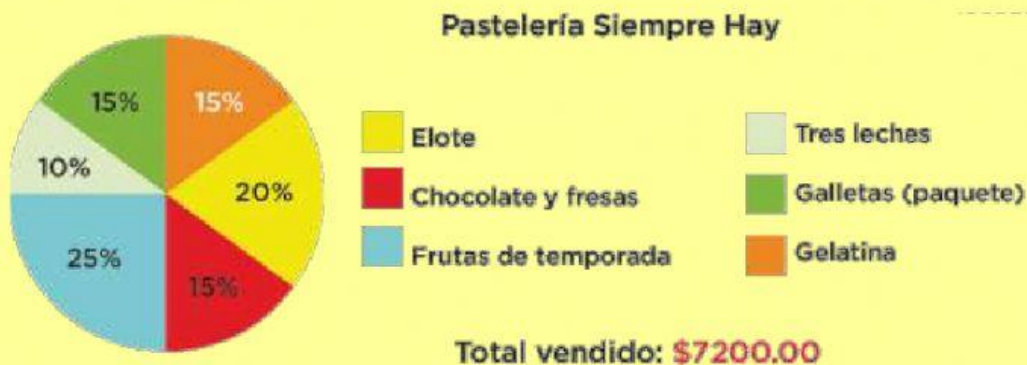 Pastelería Siempre Hay
15%
15%
10%
20%
25%
15%
Elote
Chocolate y fresas
Frutas de temporada
Tres leches
Galletas (paquete)
Gelatina
Total vendido: $7200.00